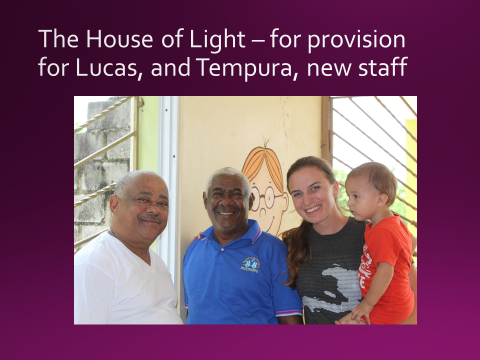 The House of Light – for provision
for Lucas, and Tempura, new staff